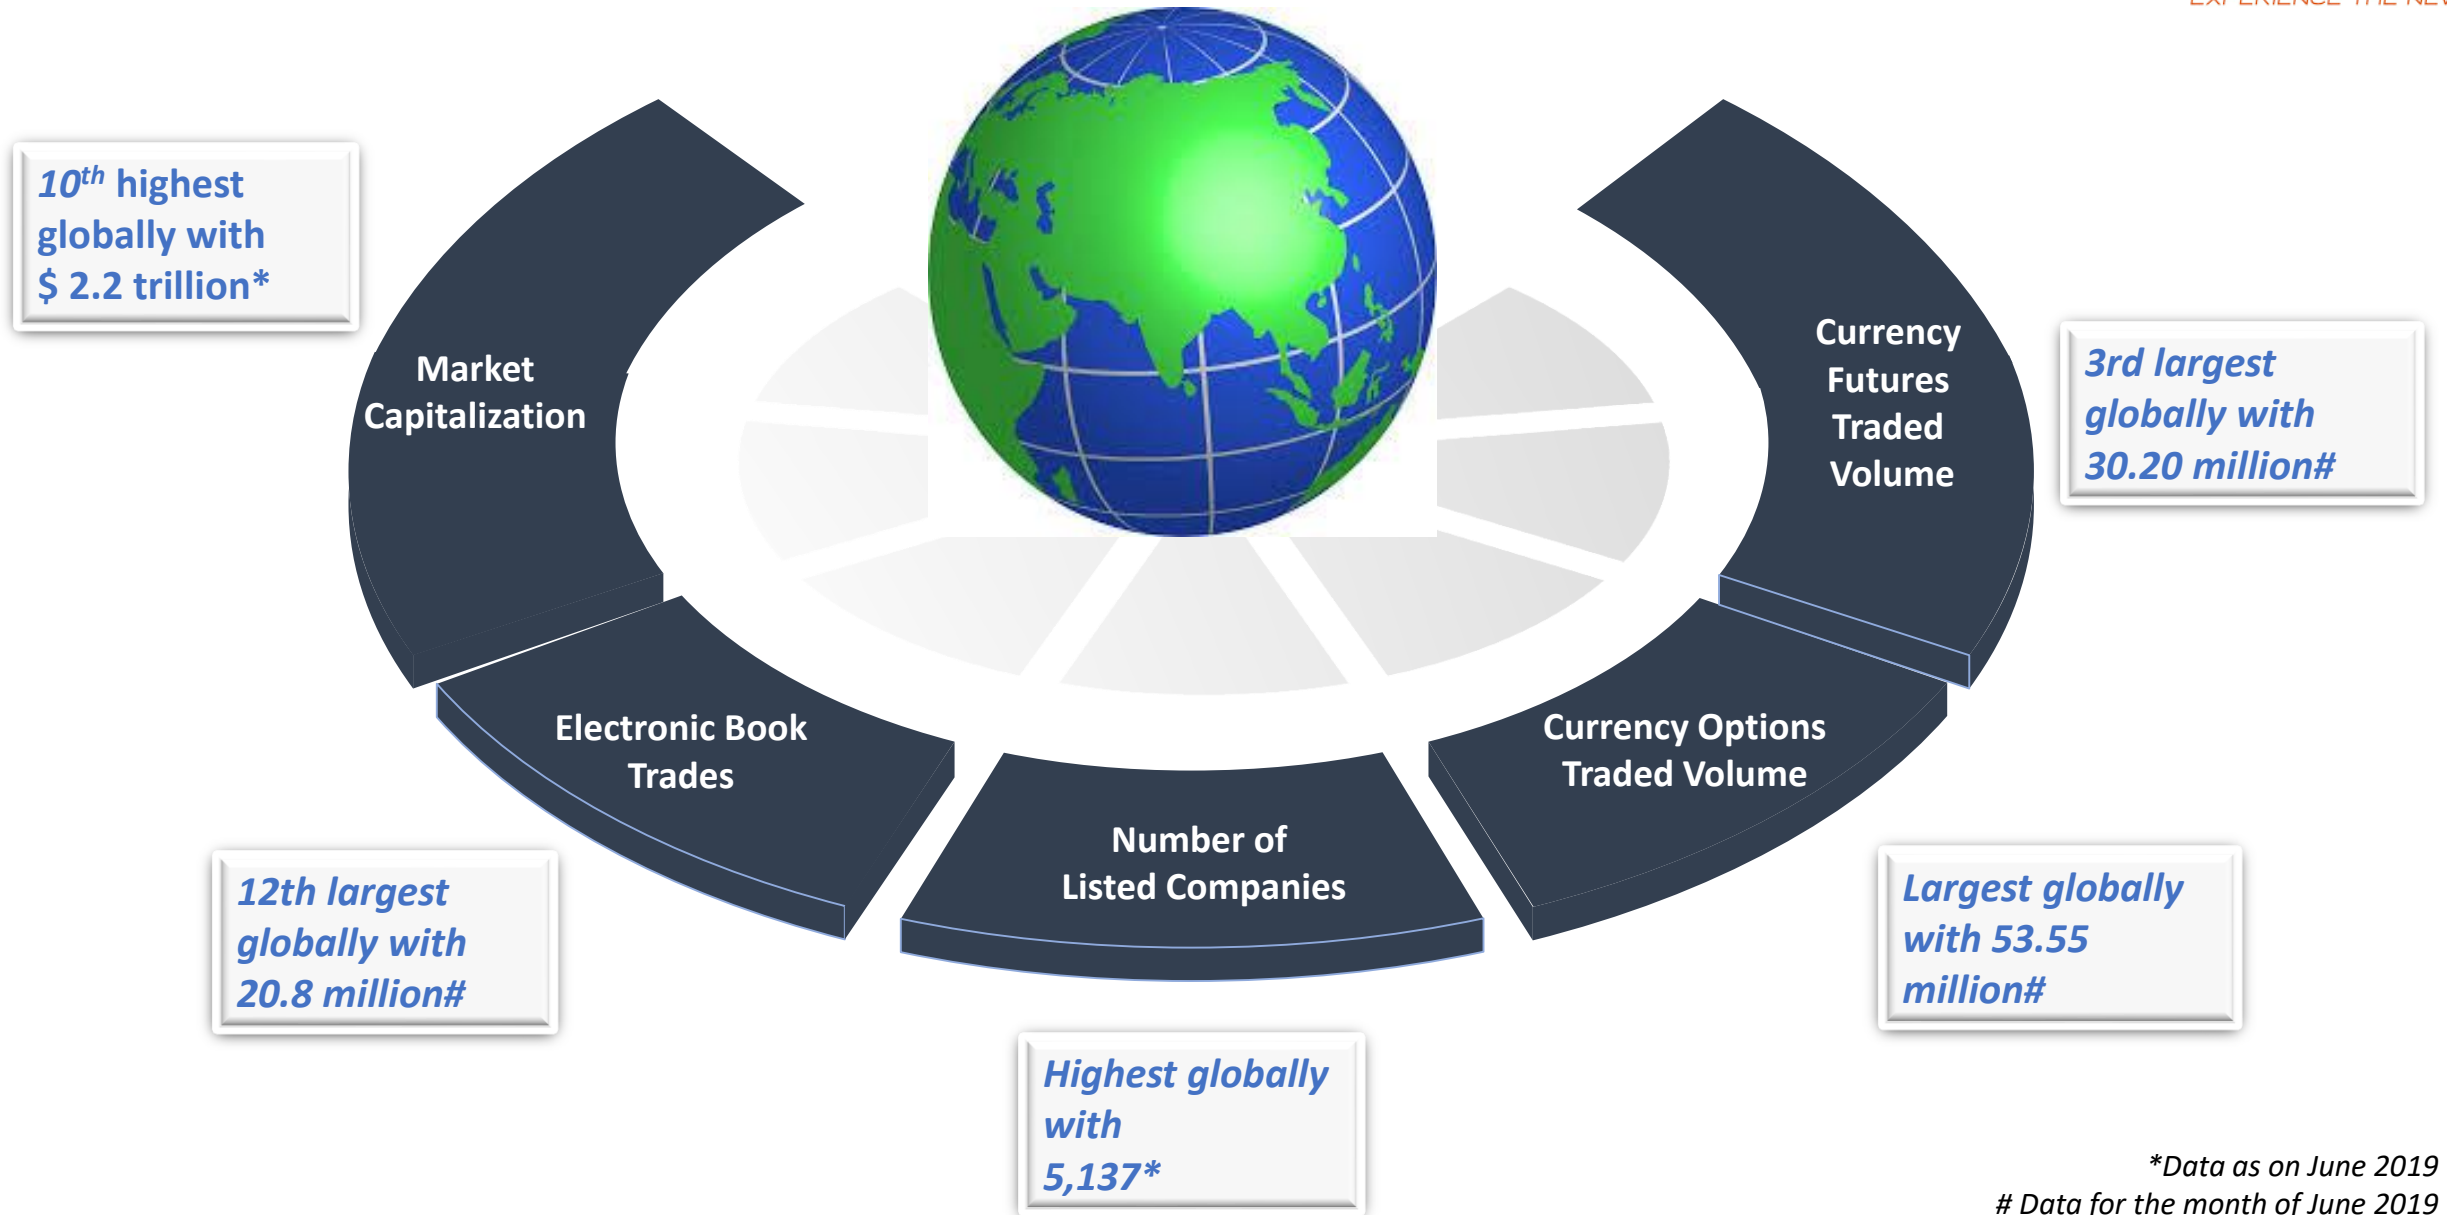 EXPERIENCE THE NEW
10th highest
globally with
$ 2.2 trillion*
Market
Capitalization
Currency
Futures
Traded
Volume
3rd largest
globally with
30.20 million#
Electronic Book
Trades
Currency Options
Traded Volume
Number of
Listed Companies
12th largest
globally with
20.8 million#
Largest globally
with 53.55
million#
Highest globally
with
5,137*
*Data as on June 2019
# Data for the month of June 2019